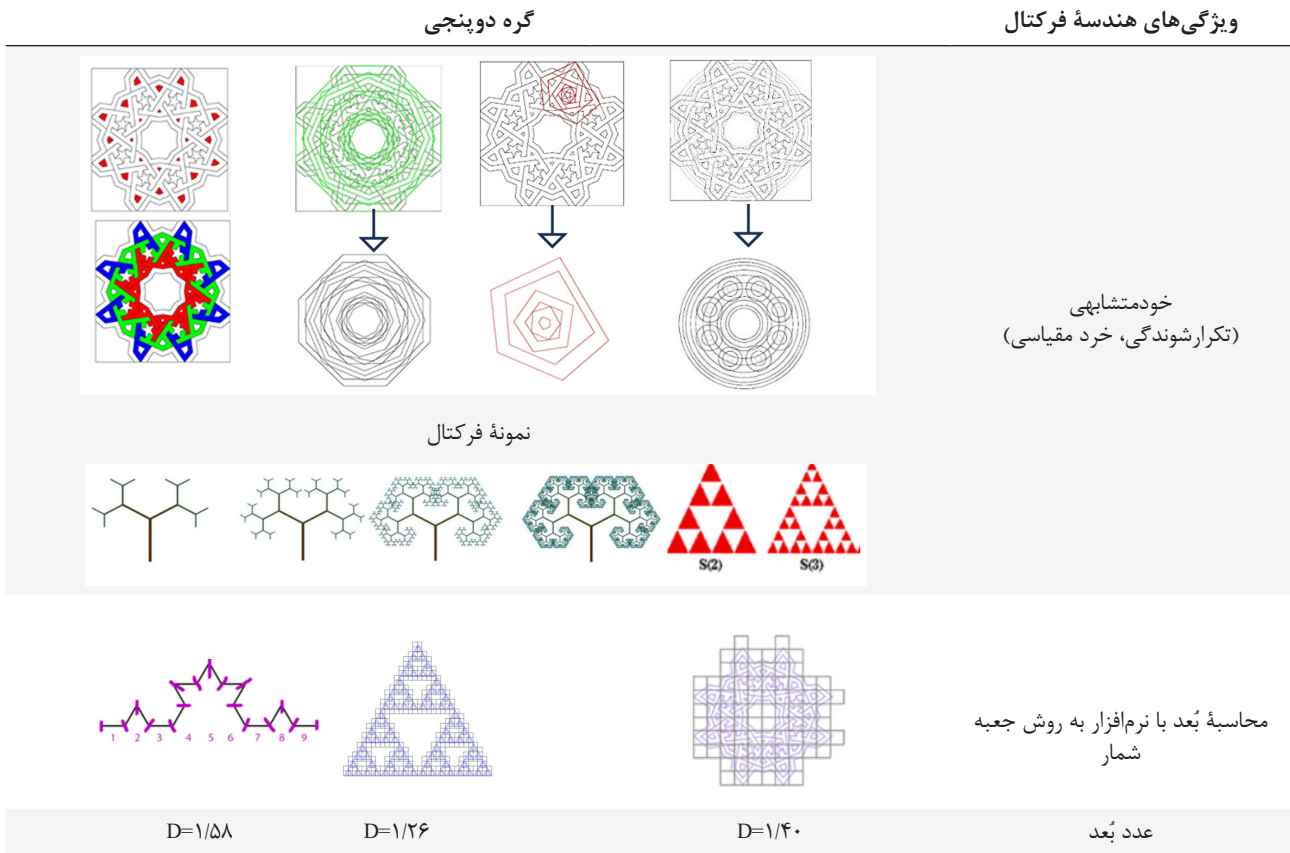 ویژگی‌های هندسهٔ فرکتال
گره دوپنجی
خودمتشابهی
(تکرارشوندگی، خرد مقیاسی)
نمونهٔ فرکتال
S(2)
S(3)
محاسبهٔ بُعد با نرم‌افزار به روش جعبه
شمار
1 2 3 4 5 6 7 8 9
عدد بُعد
D=۱/۴۰
D=۱/۲۶
D=۱/۵۸